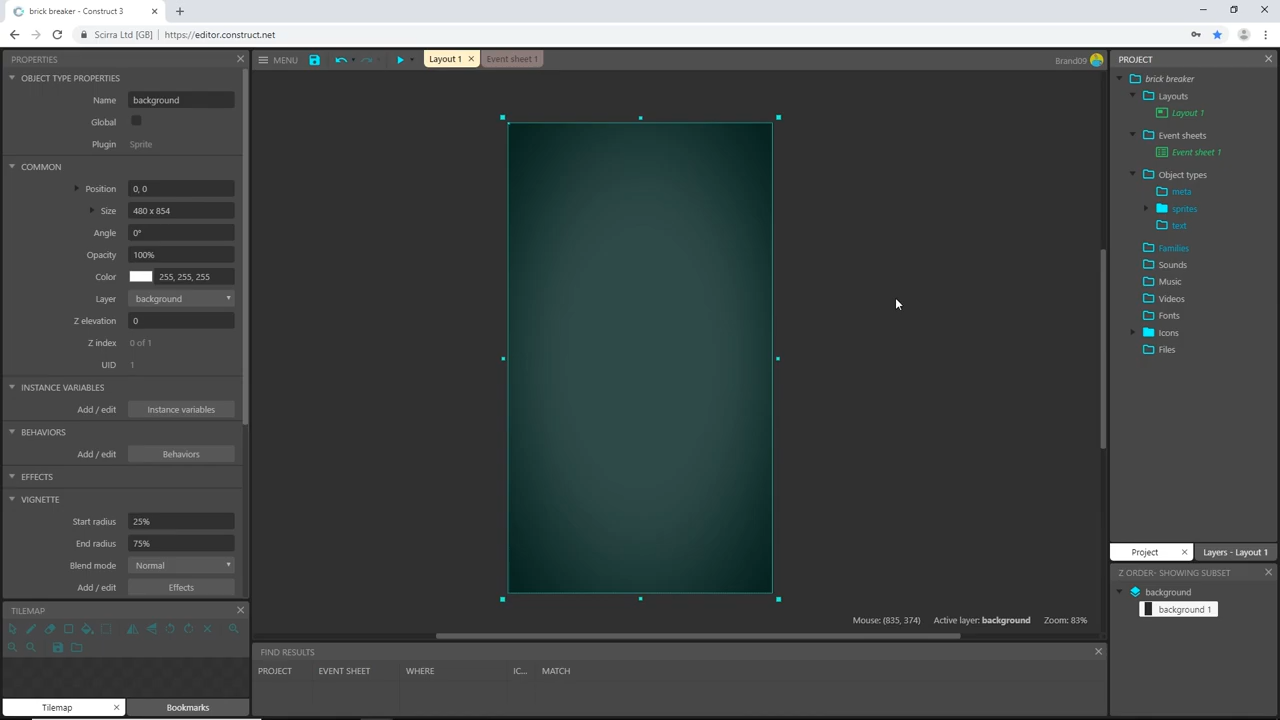 brick breaker - Construct 3
Scirra Ltd [GB] https://editor.construct.net
PROPERTIES
OBJECT TYPE PROPERTIES
Name background
Global
Plugin Sprite
COMMON
Position 0, 0
Size 480 x 854
Angle 0°
Opacity 100%
Color 255, 255, 255
Layer background
Z elevation 0
Z index 0 of 1
UID 1
INSTANCE VARIABLES
Add / edit Instance variables
BEHAVIORS
Add / edit Behaviors
EFFECTS
VIGNETTE
Start radius 25%
End radius 75%
Blend mode Normal
Add / edit Effects
TILEMAP
Tilemap Bookmarks
MENU
Layout 1 Event sheet 1
Brand09
Mouse: (835, 374) Active layer: background Zoom: 83%
FIND RESULTS
PROJECT EVENT SHEET WHERE IC... MATCH
PROJECT
brick breaker
Layouts
Layout 1
Event sheets
Event sheet 1
Object types
meta
sprites
text
Families
Sounds
Music
Videos
Fonts
Icons
Files
Project Layers - Layout 1
Z ORDER- SHOWING SUBSET
background
background 1